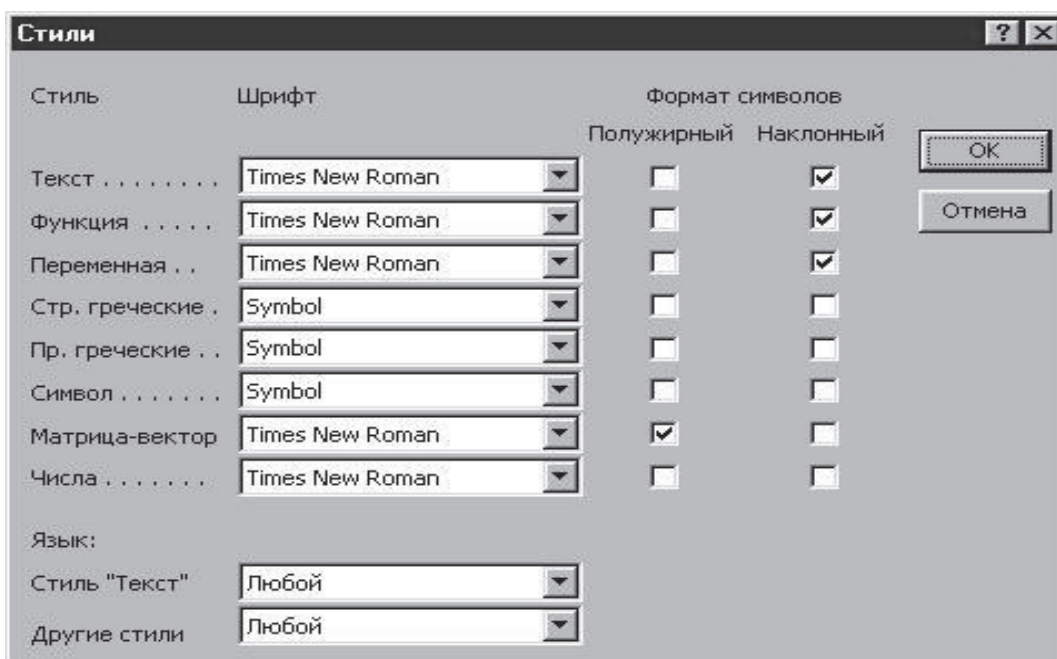 Стили
Стиль Шрифт Формат символов
Полужирный Наклонный
OK
Текст . . . . . . . . Times New Roman
Функция . . . . . Times New Roman
Отмена
Переменная . . Times New Roman
Стр. греческие . Symbol
Пр. греческие . . Symbol
Символ . . . . . . . Symbol
Матрица-вектор Times New Roman
Числа . . . . . . . Times New Roman
Язык:
Стиль "Текст" Любой
Другие стили Любой